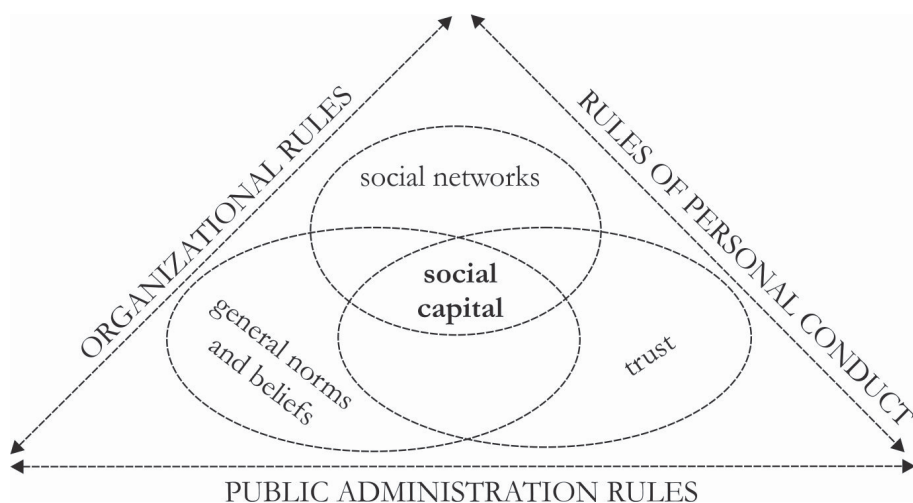 ORGANIZATIONAL RULES
RULES OF PERSONAL CONDUCT
social networks
social
capital
general norms
and beliefs
trust
PUBLIC ADMINISTRATION RULES